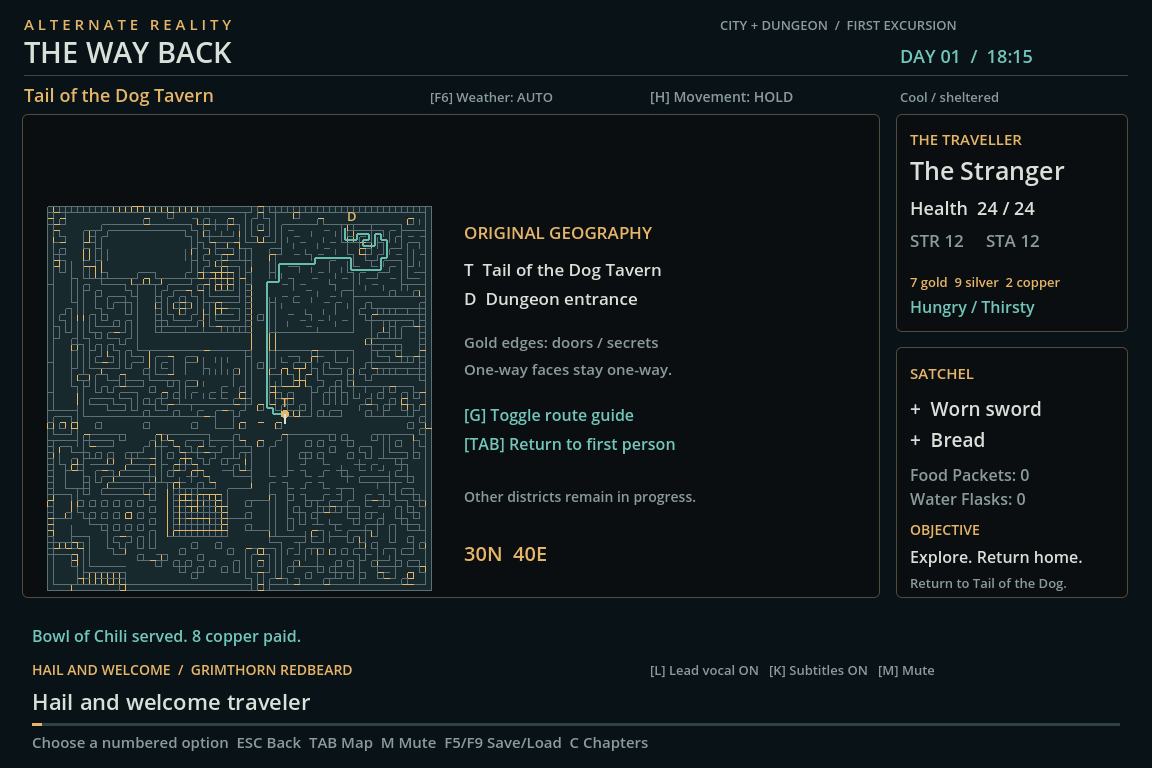 ALTERNATE REALITY
CITY + DUNGEON / FIRST EXCURSION
THE WAY BACK
DAY 01 / 18:15
Tail of the Dog Tavern
[F6] Weather: AUTO
[H] Movement: HOLD
Cool / sheltered
D
T
ORIGINAL GEOGRAPHY
T Tail of the Dog Tavern
D Dungeon entrance
Gold edges: doors / secrets
One-way faces stay one-way.
[G] Toggle route guide
[TAB] Return to first person
Other districts remain in progress.
30N 40E
THE TRAVELLER
The Stranger
Health 24 / 24
STR 12 STA 12
7 gold 9 silver 2 copper
Hungry / Thirsty
SATCHEL
+ Worn sword
+ Bread
Food Packets: 0
Water Flasks: 0
OBJECTIVE
Explore. Return home.
Return to Tail of the Dog.
Bowl of Chili served. 8 copper paid.
HAIL AND WELCOME / GRIMTHORN REDBEARD
[L] Lead vocal ON [K] Subtitles ON [M] Mute
Hail and welcome traveler
Choose a numbered option ESC Back TAB Map M Mute F5/F9 Save/Load C Chapters